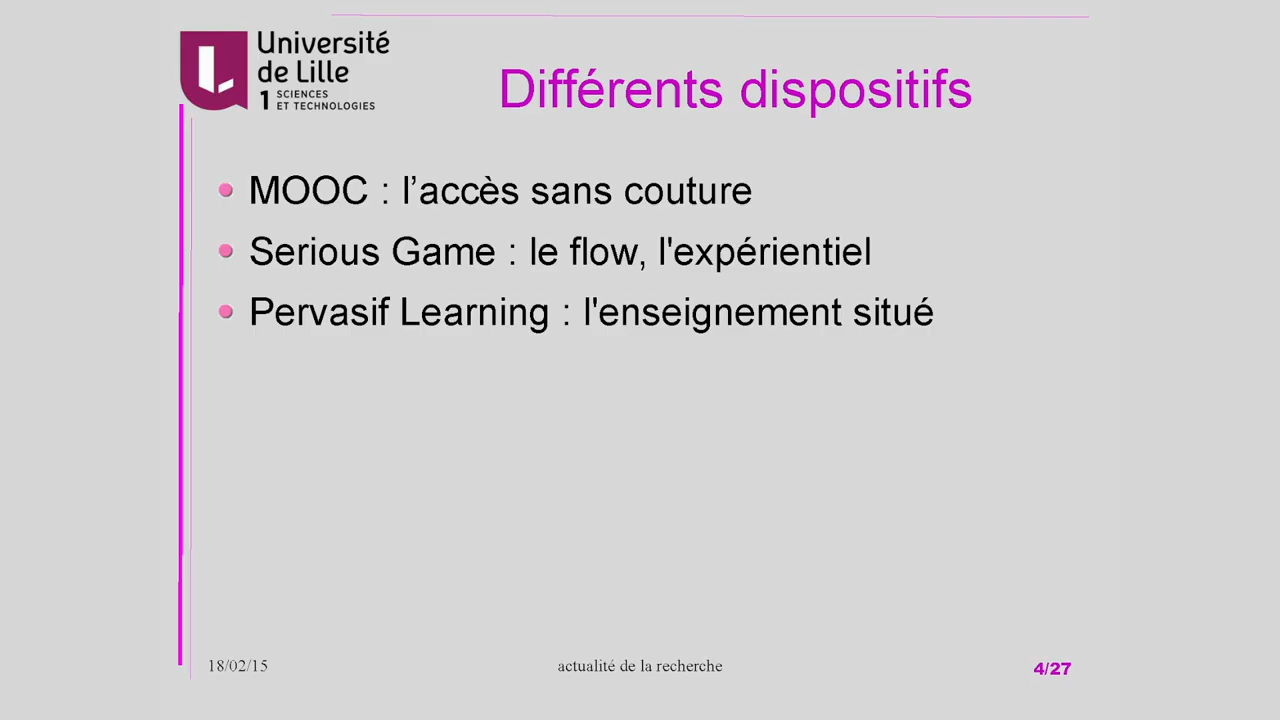 Université
de Lille
1 SCIENCES
ET TECHNOLOGIES
Différents dispositifs
MOOC : l’accès sans couture
Serious Game : le flow, l'expérientiel
Pervasif Learning : l'enseignement situé
18/02/15
actualité de la recherche
4/27